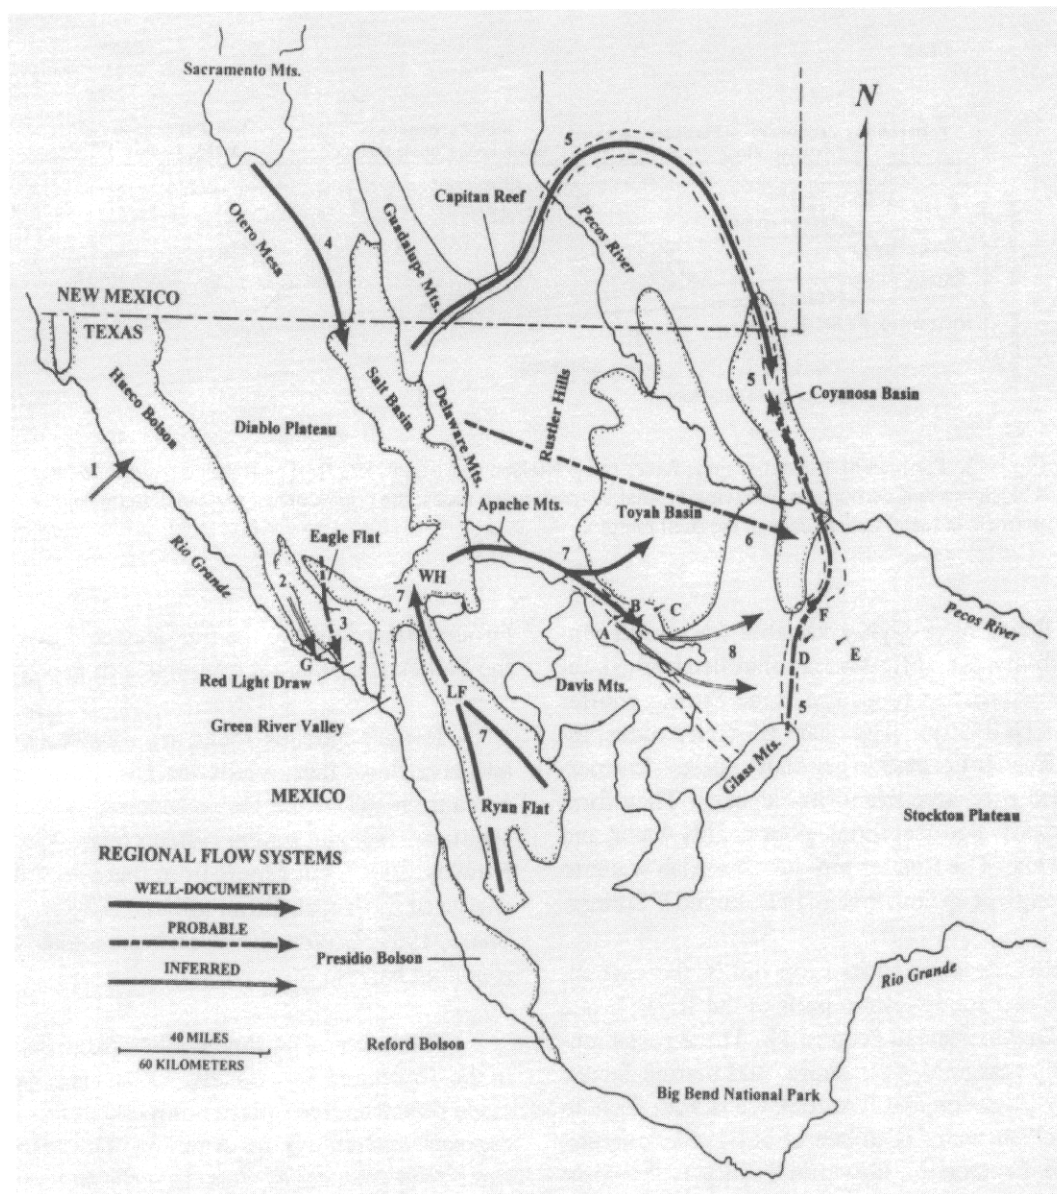 Sacramento Mts.
N
5
Capitan Reef
Pecos River
Otero Mesa
4
Guadalupe Mts.
NEW MEXICO
TEXAS
Hueco Bolson
Salt Basin
Delaware Mts.
Rustler Hills
5
Coyanosa Basin
Diablo Plateau
1
Apache Mts.
Toyah Basin
6
Eagle Flat
Rio Grande
WH
7
7
2
3
B
C
A
F
Pecos River
G
8
D
E
Red Light Draw
LF
Davis Mts.
5
Green River Valley
7
Glass Mts.
MEXICO
Ryan Flat
Stockton Plateau
REGIONAL FLOW SYSTEMS
WELL-DOCUMENTED
PROBABLE
INFERRED
Presidio Bolson
Rio Grande
40 MILES
60 KILOMETERS
Reford Bolson
Big Bend National Park